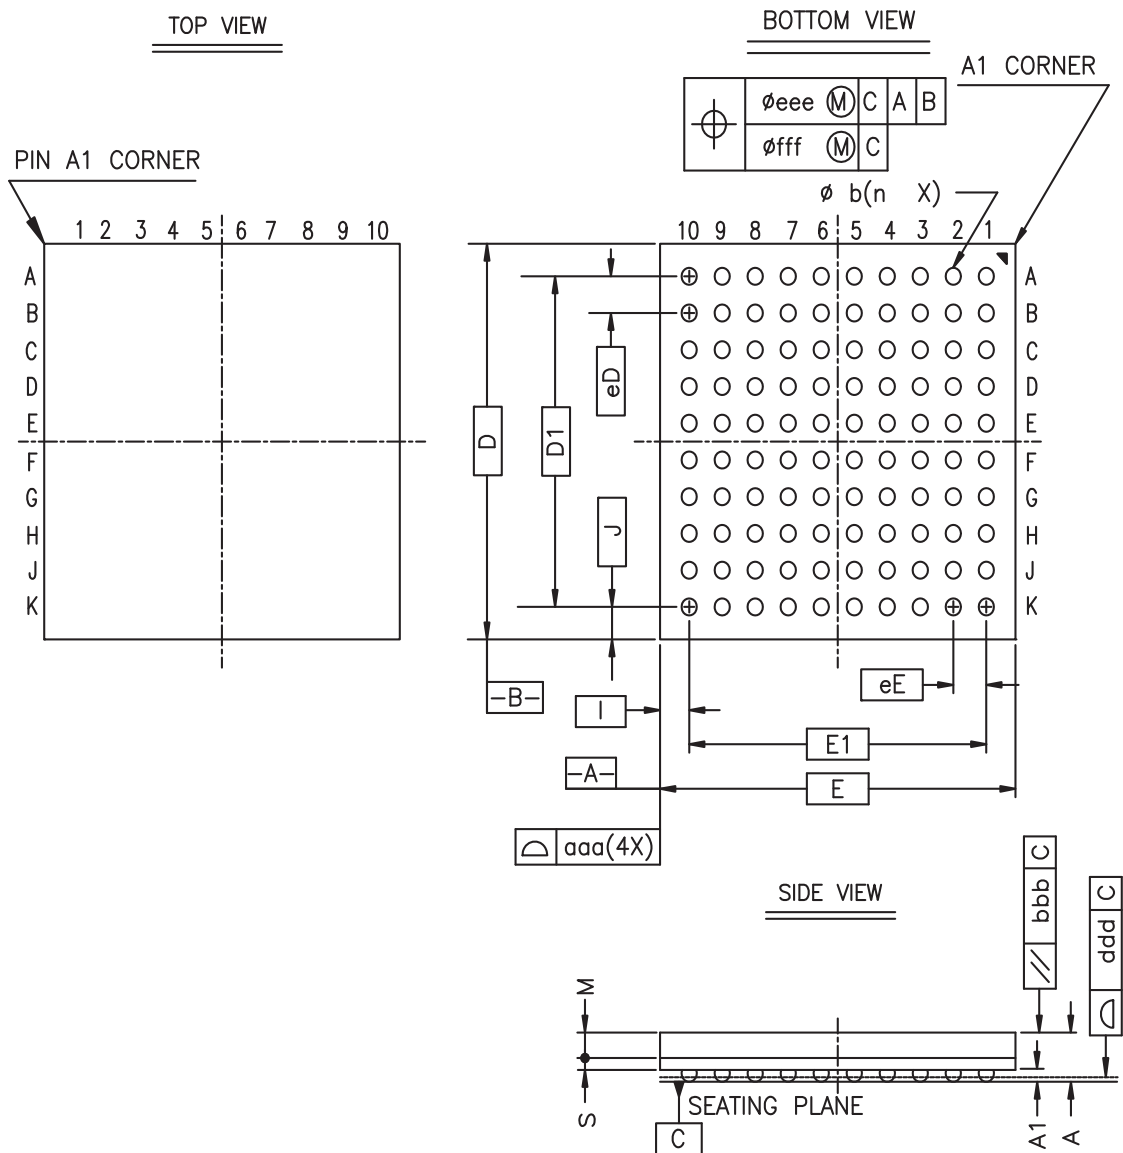 TOP VIEW
PIN A1 CORNER
1 2 3 4 5 6 7 8 9 10
A
B
C
D
E
F
G
H
J
K
BOTTOM VIEW
A1 CORNER
øeee Ⓜ C A B
øfff Ⓜ C
ø b(n X)
10 9 8 7 6 5 4 3 2 1
A
B
C
D
E
F
G
H
J
K
eD
D
D1
J
-B-
I
eE
E1
-A-
E
aaa(4X)
SIDE VIEW
// bbb C
ddd C
M
S
SEATING PLANE
C
A1
A